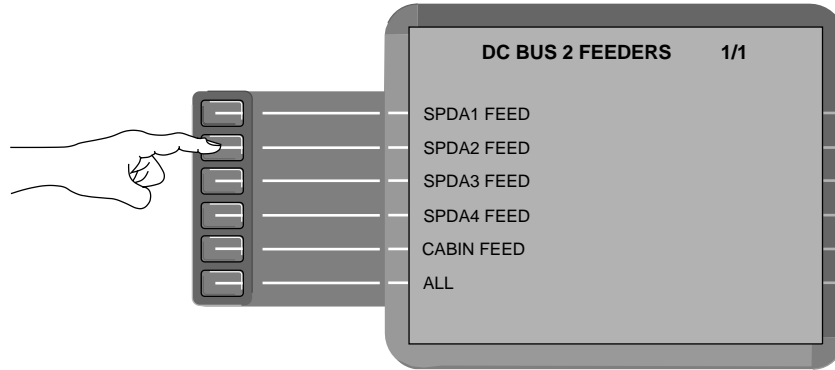 DC BUS 2 FEEDERS 1/1
SPDA1 FEED
SPDA2 FEED
SPDA3 FEED
SPDA4 FEED
CABIN FEED
ALL